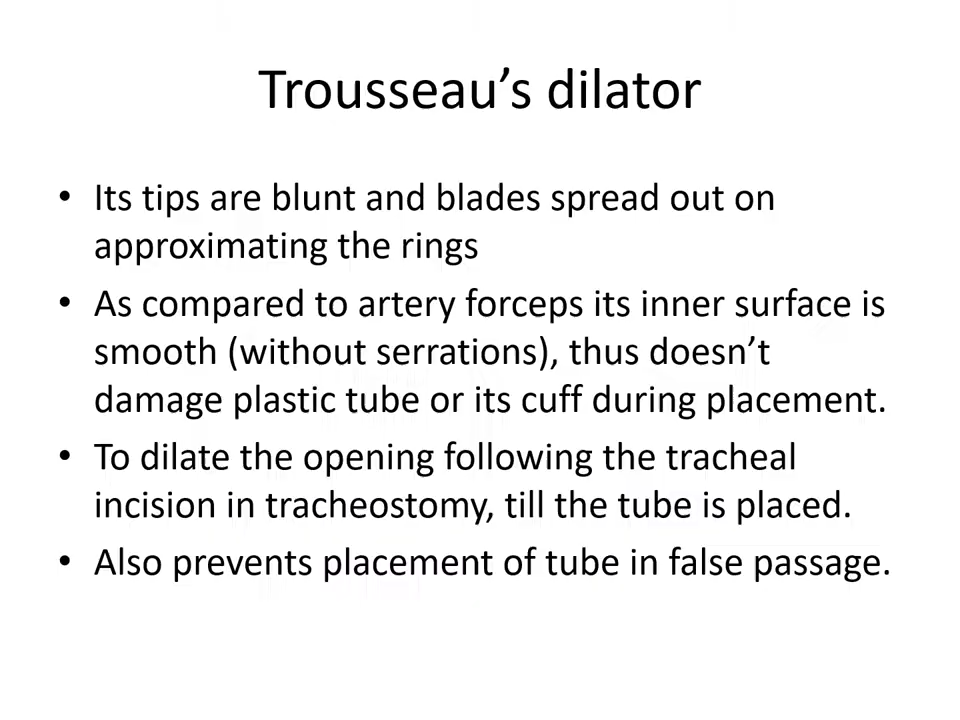 Trousseau’s dilator
• Its tips are blunt and blades spread out on
approximating the rings
• As compared to artery forceps its inner surface is
smooth (without serrations), thus doesn’t
damage plastic tube or its cuff during placement.
• To dilate the opening following the tracheal
incision in tracheostomy, till the tube is placed.
• Also prevents placement of tube in false passage.